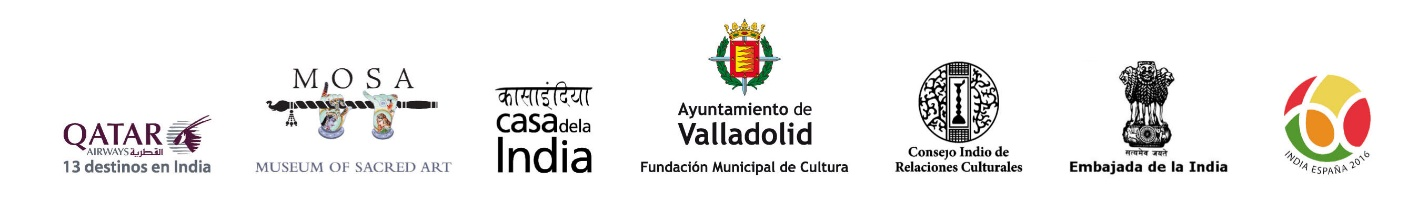 QATAR
AIRWAYS القطرية
13 destinos en India
MOSA
MUSEUM OF SACRED ART
कासाइंदिया
casa dela
India
Ayuntamiento de
Valladolid
Fundación Municipal de Cultura
Consejo Indio de
Relaciones Culturales
सत्यमेव जयते
Embajada de la India
INDIA ESPAÑA 2016